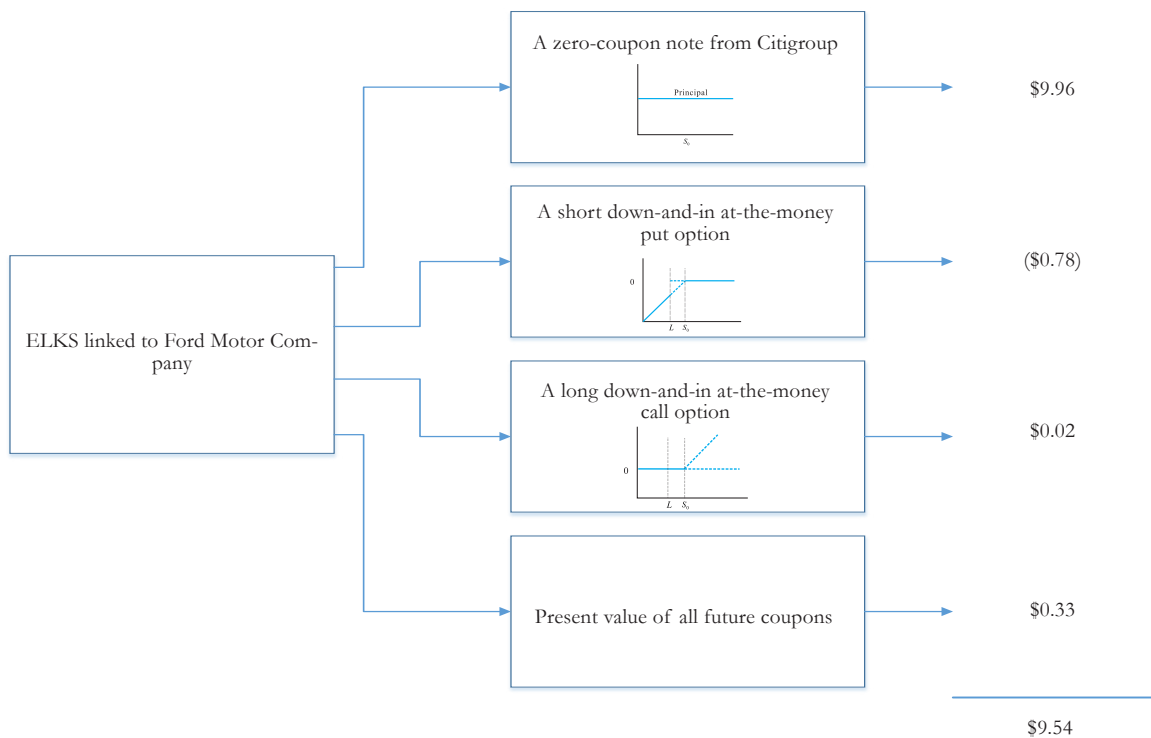 A zero-coupon note from Citigroup
Principal
S₀
$9.96
A short down-and-in at-the-money
put option
0
L S₀
($0.78)
ELKS linked to Ford Motor Com-
pany
A long down-and-in at-the-money
call option
0
L S₀
$0.02
Present value of all future coupons
$0.33
$9.54